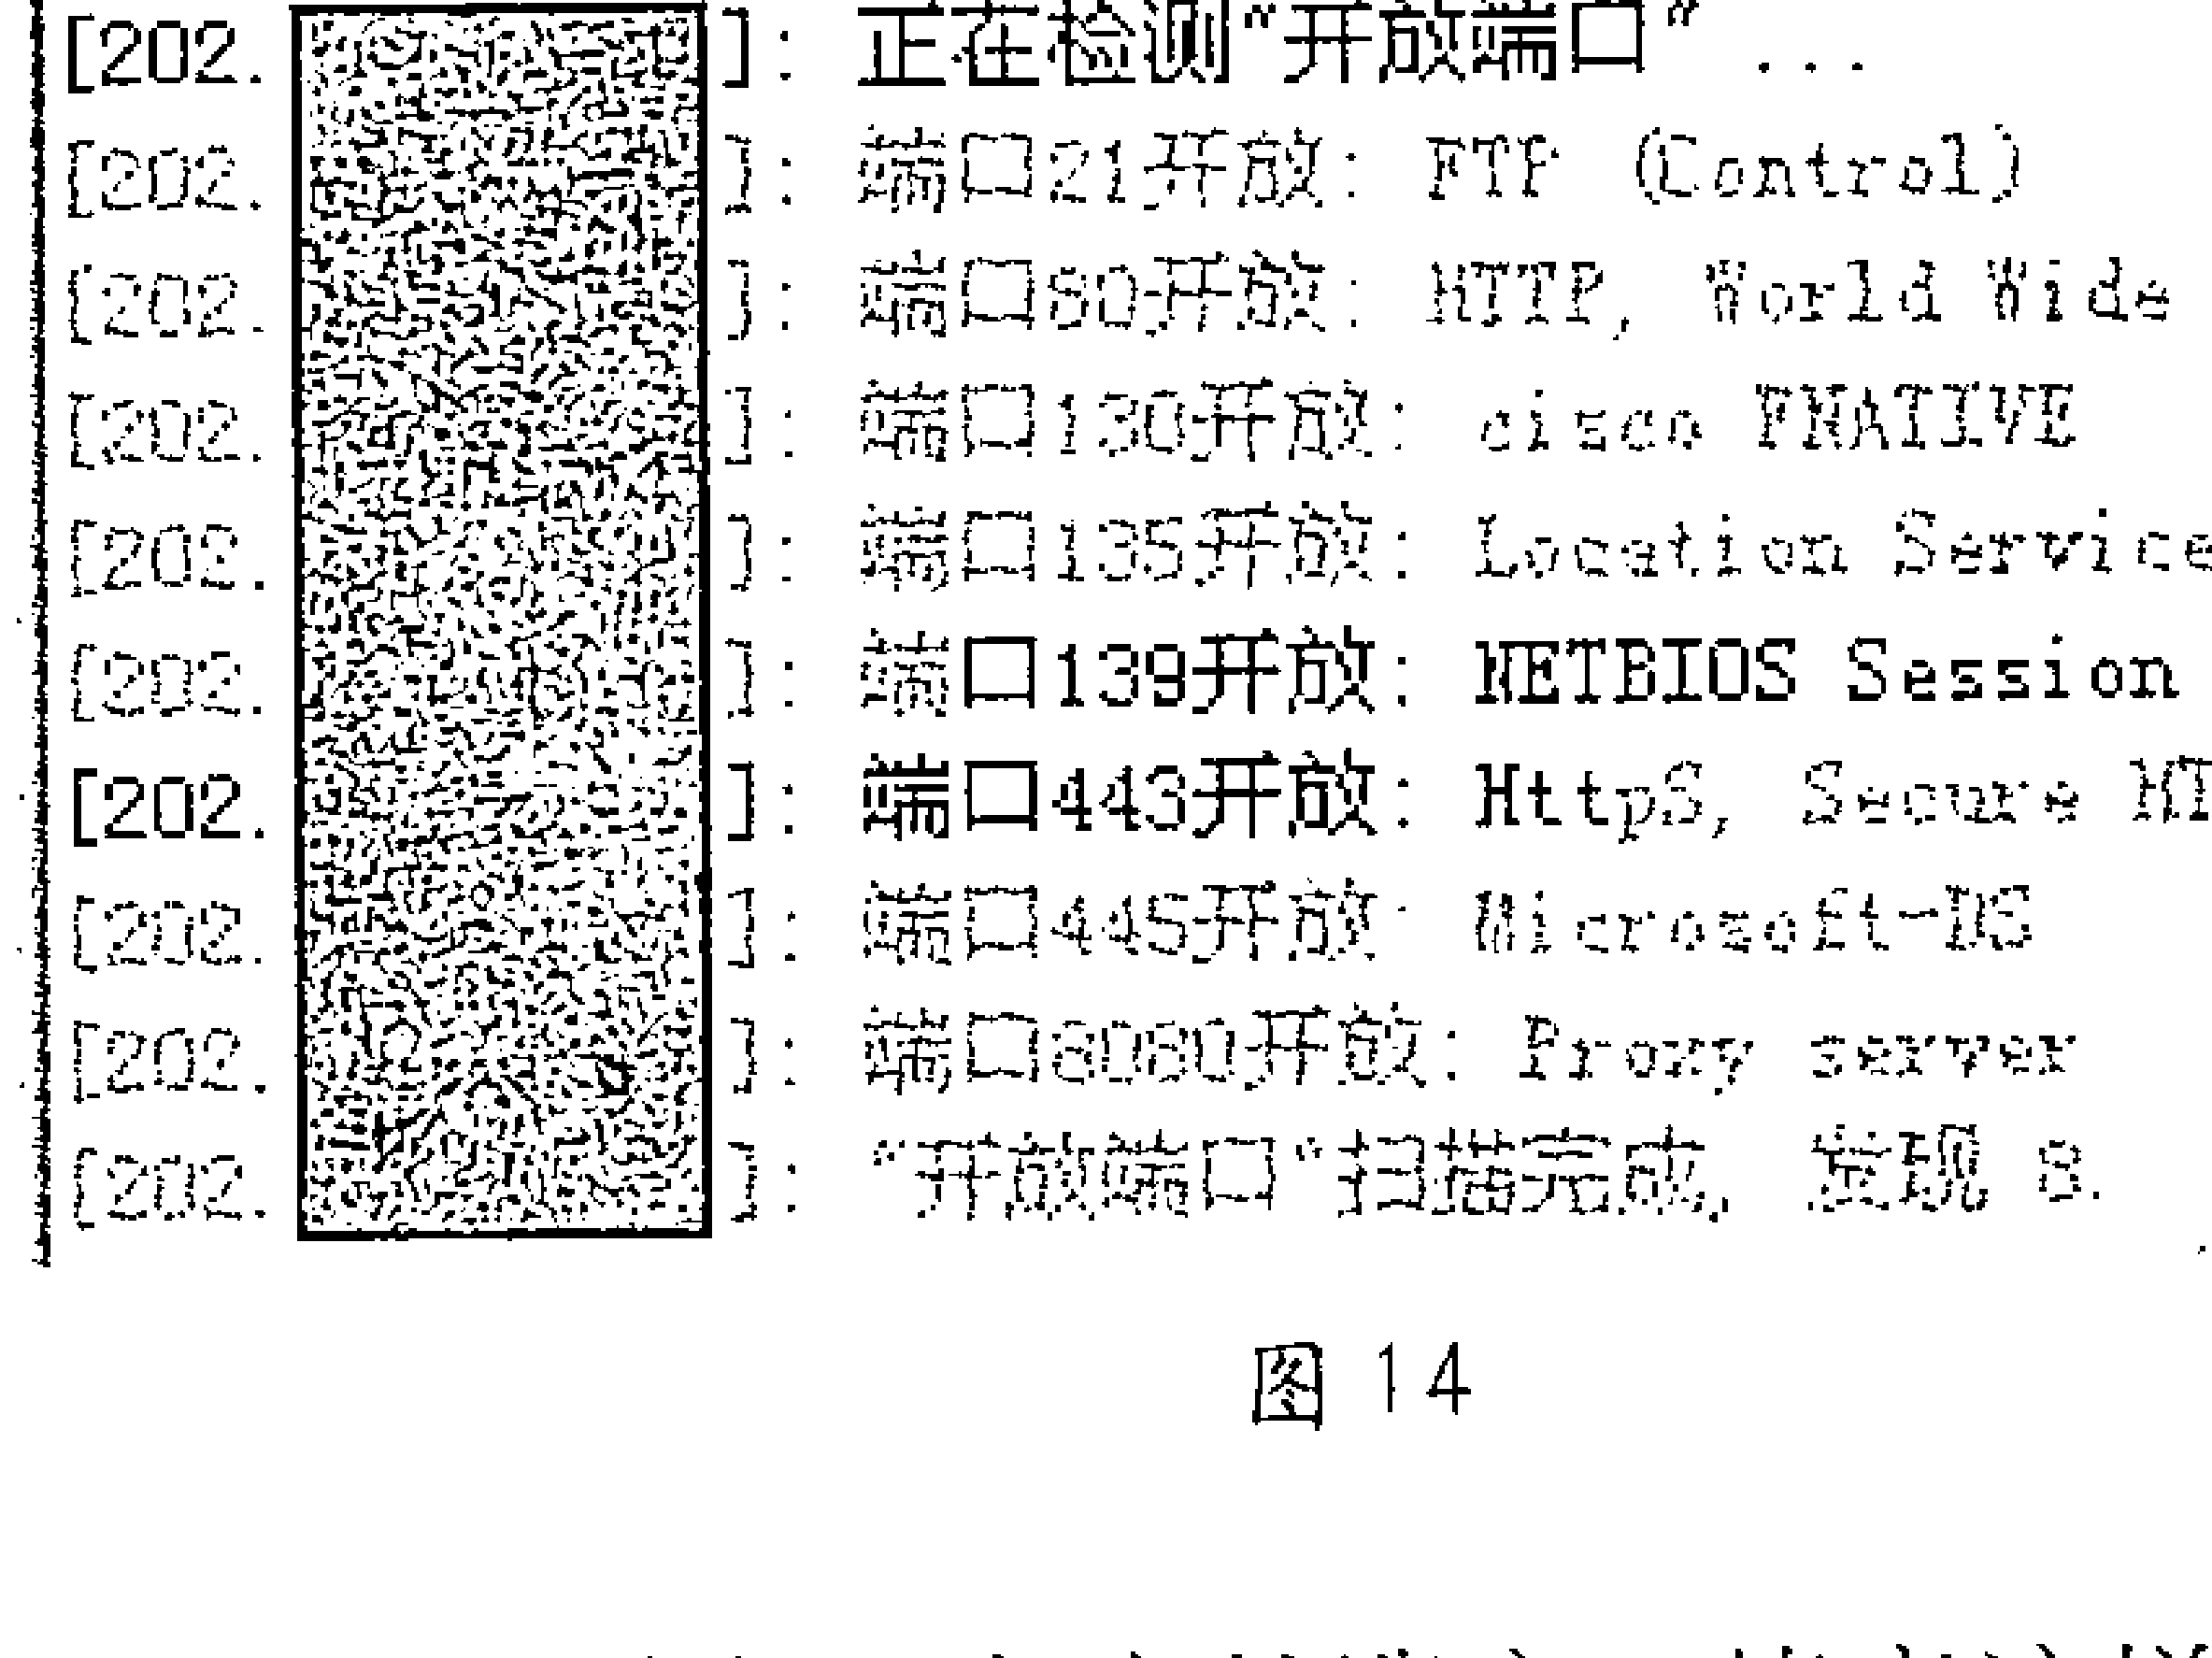 [202. ]: 正在检测"开放端口" ...
[202. ]: 端口21开放: FTP (Control)
[202. ]: 端口80开放: HTTP, World Wide
[202. ]: 端口130开放: cisco FNATIVE
[202. ]: 端口135开放: Location Service
[202. ]: 端口139开放: NETBIOS Session
[202. ]: 端口443开放: HttpS, Secure HT
[202. ]: 端口445开放: Microsoft-DS
[202. ]: 端口8080开放: Proxy server
[202. ]: "开放端口"扫描完成, 发现 8.
图 14